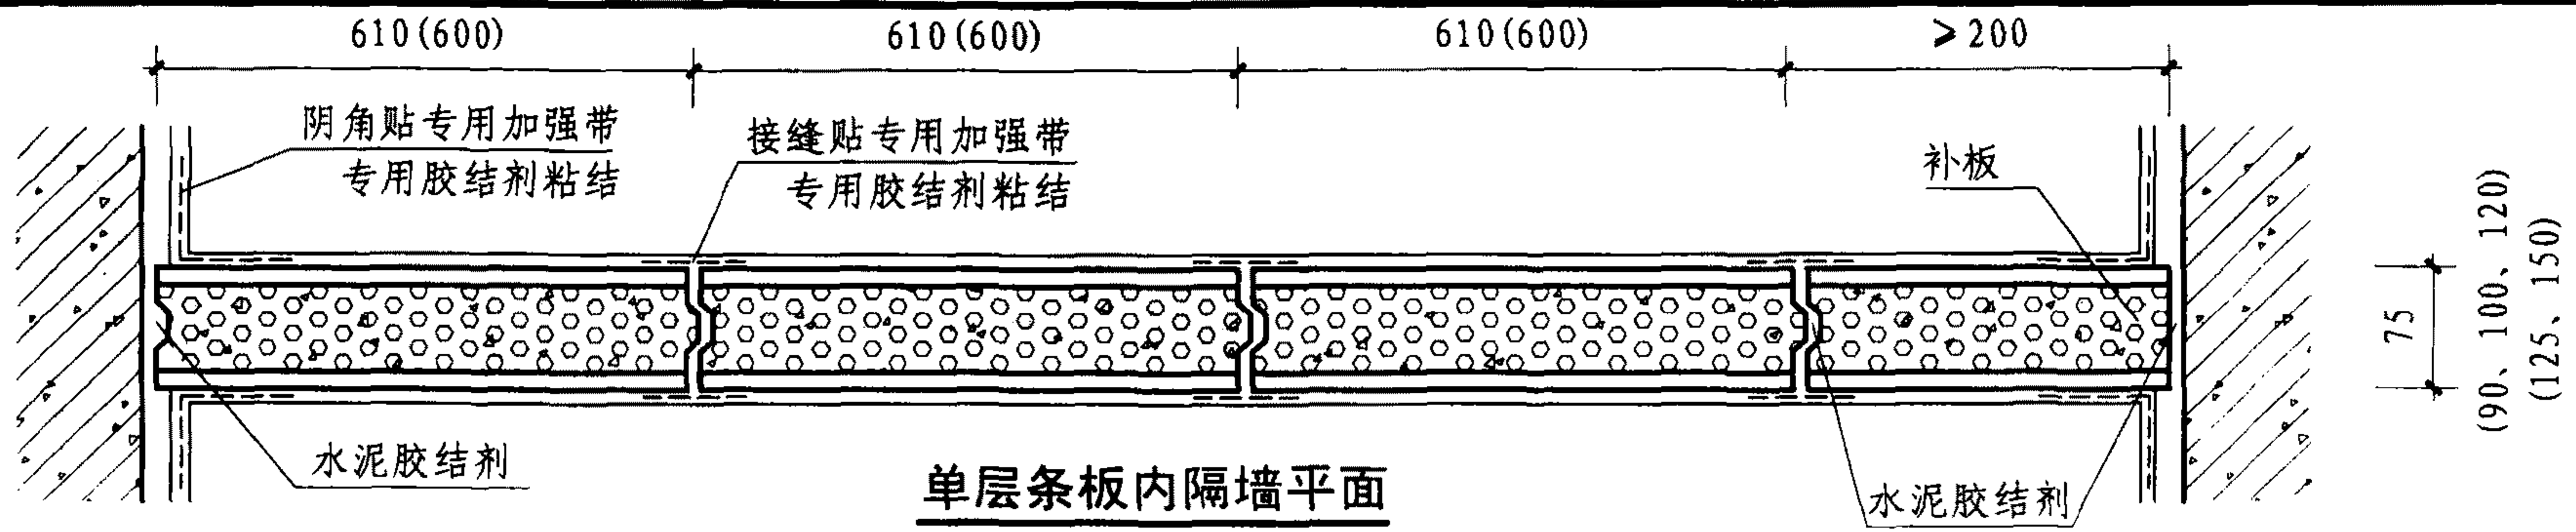 610(600)
610(600)
610(600)
≥200
阴角贴专用加强带
专用胶结剂粘结
接缝贴专用加强带
专用胶结剂粘结
补板
75
(90、100、120)
(125、150)
水泥胶结剂
单层条板内隔墙平面
水泥胶结剂